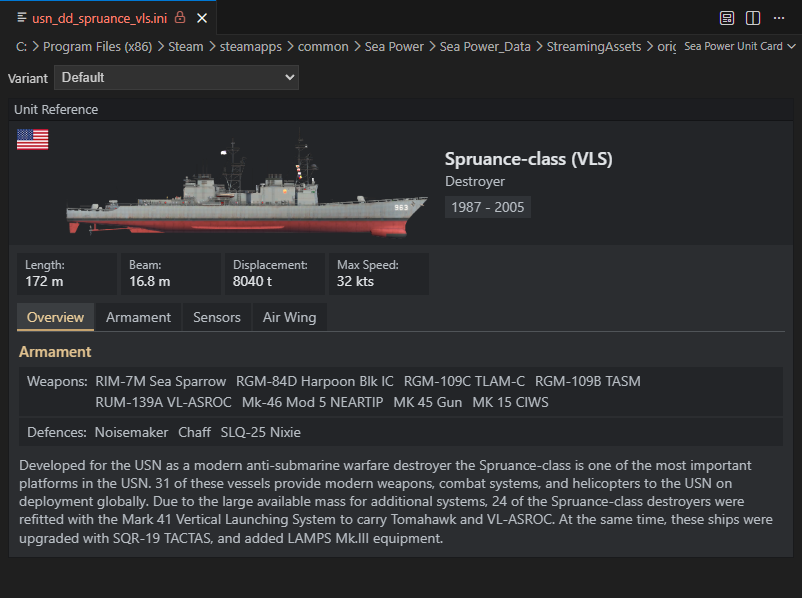 usn_dd_spruance_vls.ini
C: > Program Files (x86) > Steam > steamapps > common > Sea Power > Sea Power_Data > StreamingAssets > orig Sea Power Unit Card
Variant Default
Unit Reference
Spruance-class (VLS)
Destroyer
1987 - 2005
963
Length: Beam: Displacement: Max Speed:
172 m 16.8 m 8040 t 32 kts
Overview Armament Sensors Air Wing
Armament
Weapons: RIM-7M Sea Sparrow RGM-84D Harpoon Blk IC RGM-109C TLAM-C RGM-109B TASM
RUM-139A VL-ASROC Mk-46 Mod 5 NEARTIP MK 45 Gun MK 15 CIWS
Defences: Noisemaker Chaff SLQ-25 Nixie
Developed for the USN as a modern anti-submarine warfare destroyer the Spruance-class is one of the most important
platforms in the USN. 31 of these vessels provide modern weapons, combat systems, and helicopters to the USN on
deployment globally. Due to the large available mass for additional systems, 24 of the Spruance-class destroyers were
refitted with the Mark 41 Vertical Launching System to carry Tomahawk and VL-ASROC. At the same time, these ships were
upgraded with SQR-19 TACTAS, and added LAMPS Mk.III equipment.